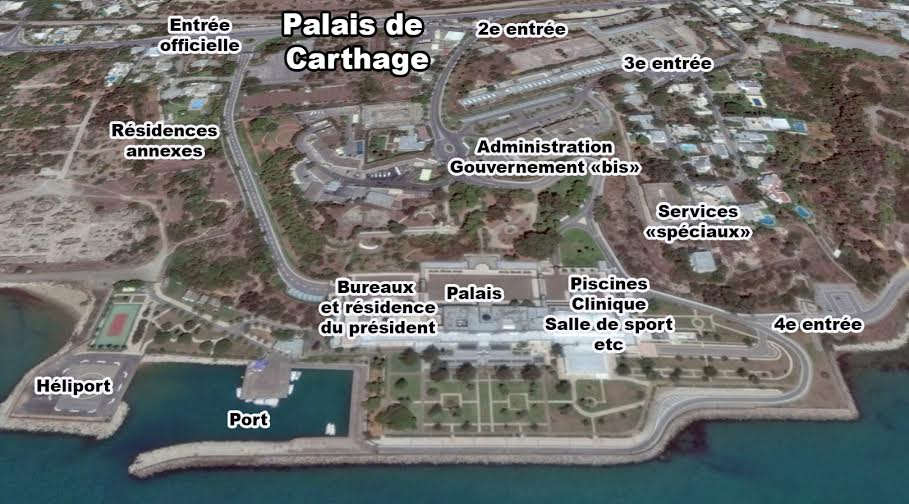 Palais de
Carthage
Entrée
officielle
2e entrée
3e entrée
Résidences
annexes
Administration
Gouvernement «bis»
Services
«spéciaux»
Bureaux
et résidence
du président
Palais
Piscines
Clinique
Salle de sport
etc
4e entrée
Héliport
Port